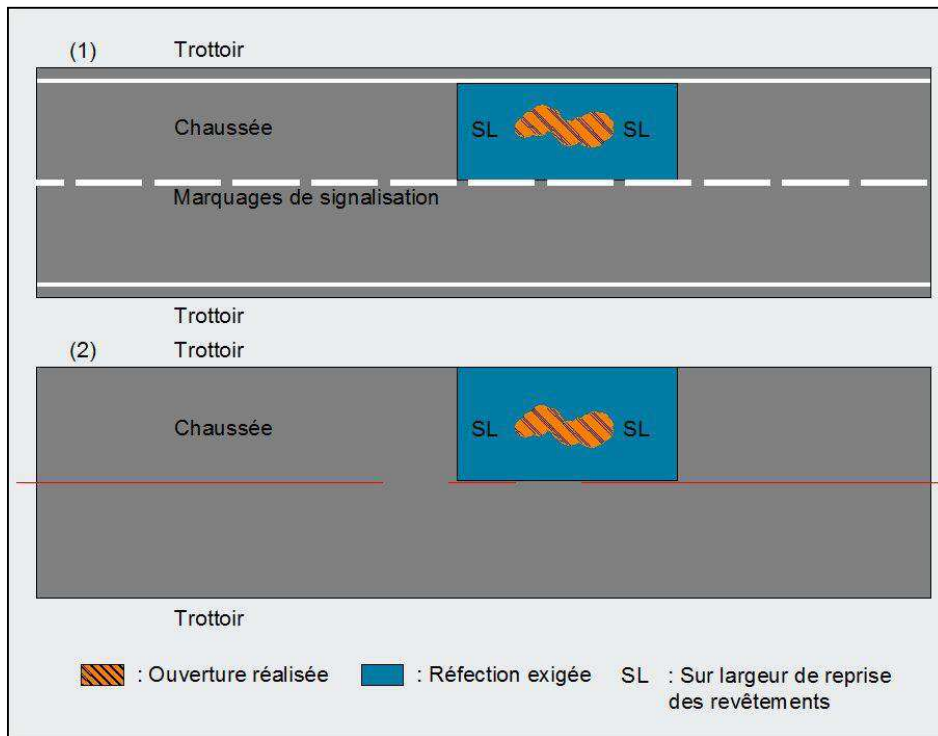 (1) Trottoir
Chaussée
SL SL
Marquages de signalisation
Trottoir
(2) Trottoir
Chaussée
SL SL
Trottoir
: Ouverture réalisée : Réfection exigée SL : Sur largeur de reprise
des revêtements